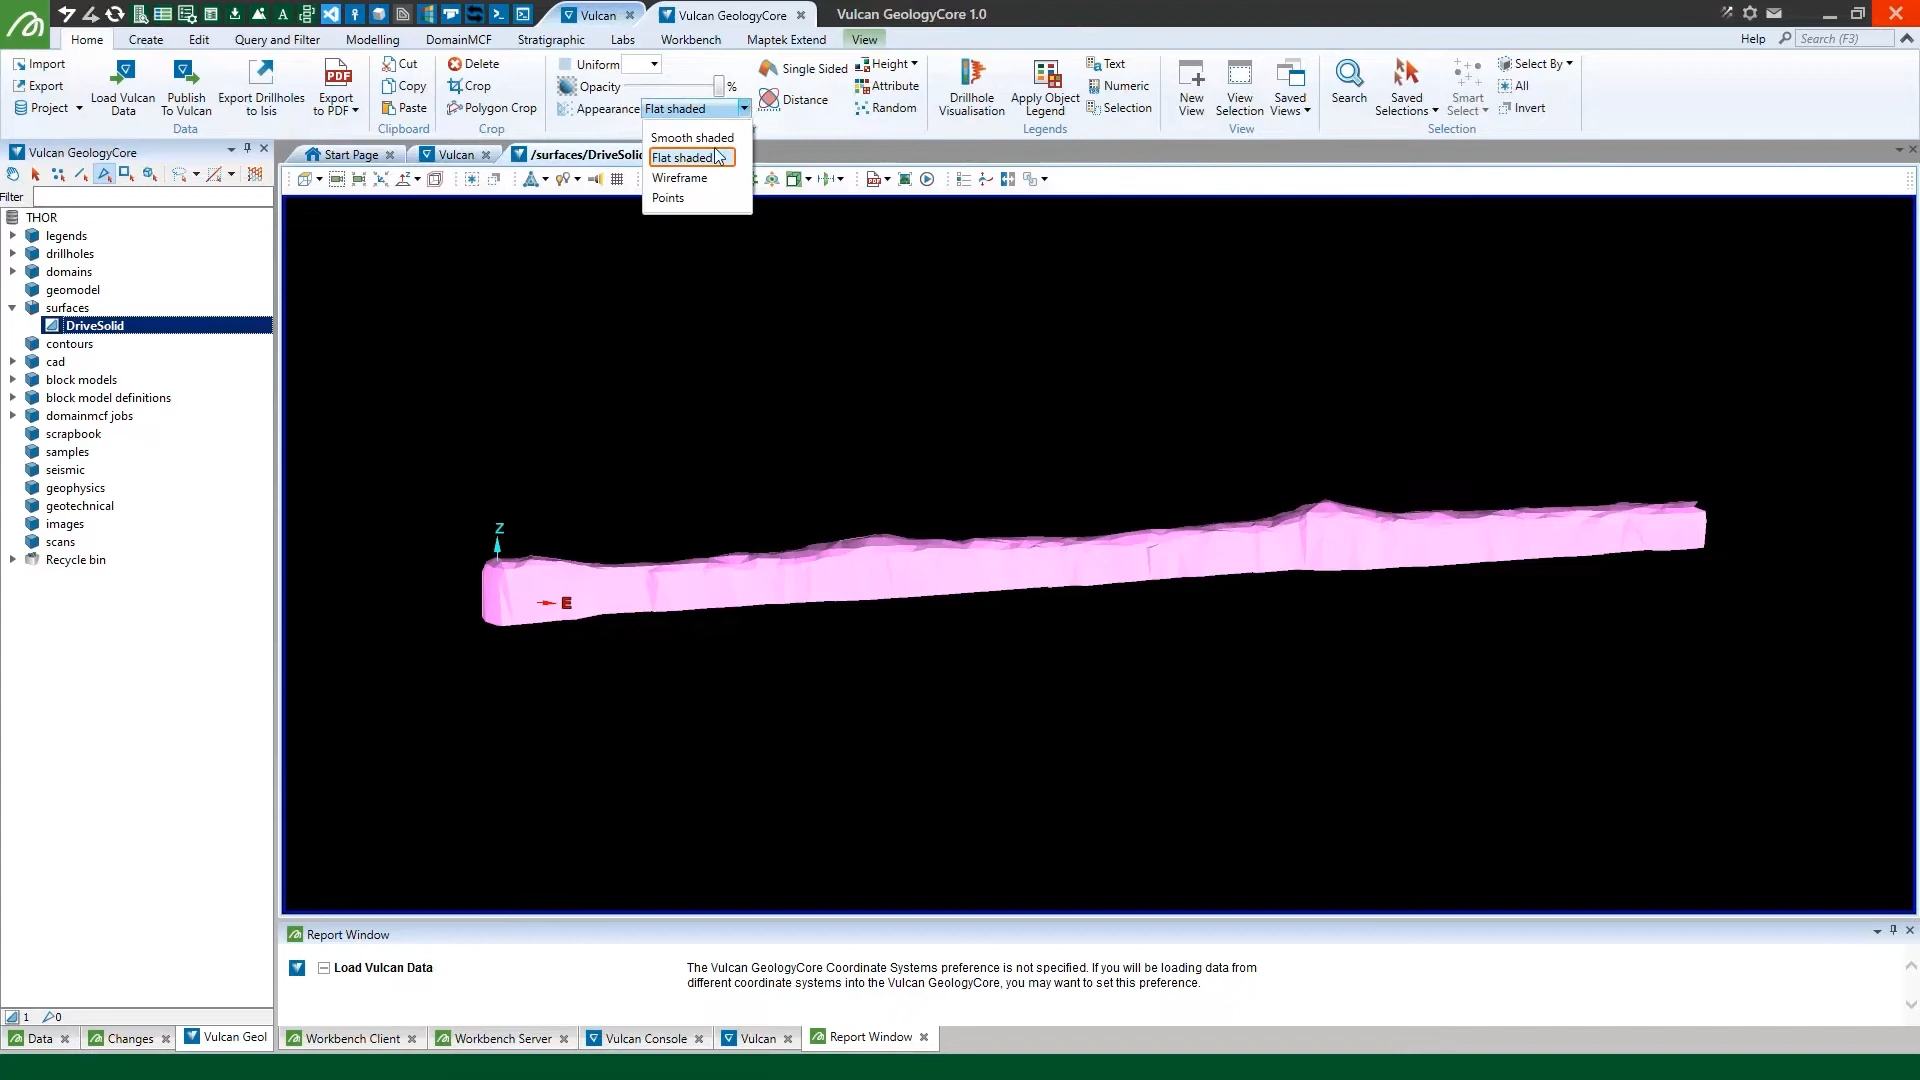 Vulcan
Vulcan GeologyCore
Vulcan GeologyCore 1.0
Home
Create
Edit
Query and Filter
Modelling
DomainMCF
Stratigraphic
Labs
Workbench
Maptek Extend
View
Help
Search (F3)
Import
Export
Project
Load Vulcan Data
Publish To Vulcan
Export Drillholes to Isis
PDF
Export to PDF
Data
Cut
Copy
Paste
Clipboard
Delete
Crop
Polygon Crop
Crop
Uniform
Opacity
%
Appearance
Flat shaded
Single Sided
Distance
Height
Attribute
Random
Drillhole Visualisation
Apply Object Legend
Text
Numeric
Selection
Legends
New View
View Selection
Saved Views
View
Search
Saved Selections
Smart Select
Select By
All
Invert
Selection
Smooth shaded
Flat shaded
Wireframe
Points
Vulcan GeologyCore
Filter
THOR
legends
drillholes
domains
geomodel
surfaces
DriveSolid
contours
cad
block models
block model definitions
domainmcf jobs
scrapbook
samples
seismic
geophysics
geotechnical
images
scans
Recycle bin
1
0
Data
Changes
Vulcan Geol
Start Page
Vulcan
/surfaces/DriveSolid
Z
E
Report Window
Load Vulcan Data
The Vulcan GeologyCore Coordinate Systems preference is not specified. If you will be loading data from
different coordinate systems into the Vulcan GeologyCore, you may want to set this preference.
Workbench Client
Workbench Server
Vulcan Console
Vulcan
Report Window